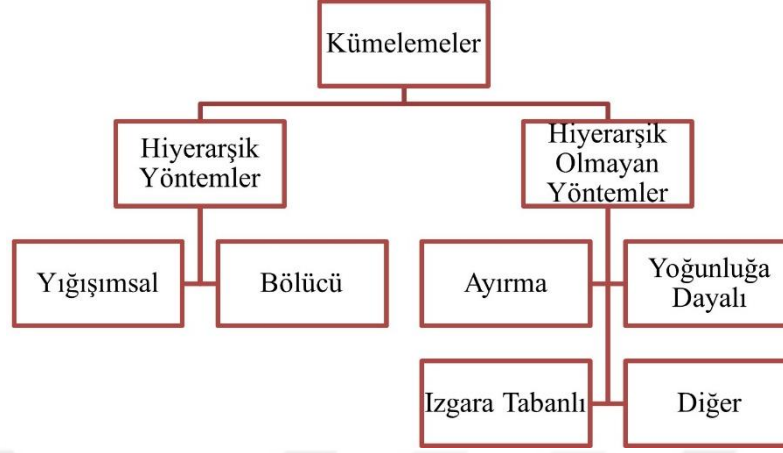 Kümelemeler
Hiyerarşik
Yöntemler
Hiyerarşik
Olmayan
Yöntemler
Yığışımsal
Bölücü
Ayırma
Yoğunluğa
Dayalı
Izgara Tabanlı
Diğer